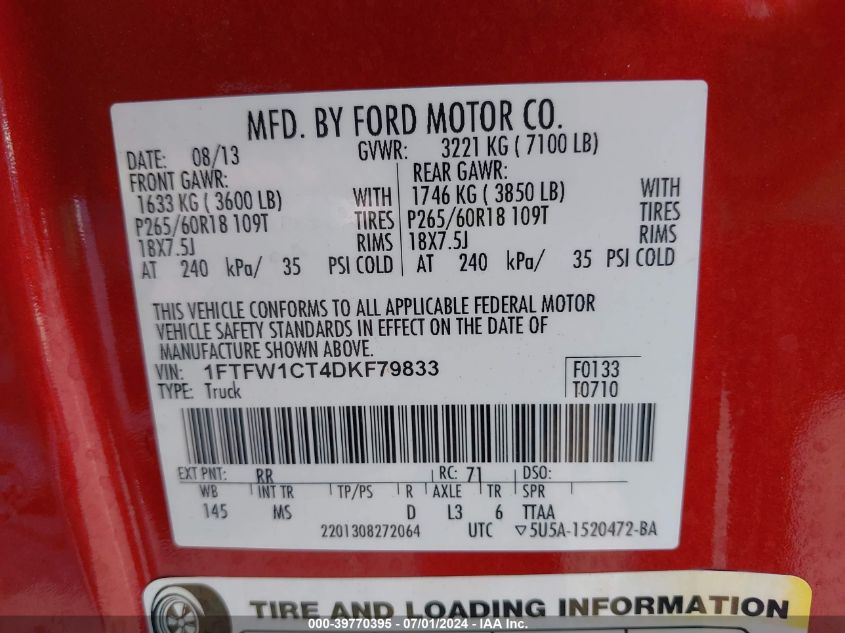 MFD. BY FORD MOTOR CO.
DATE: 08/13 GVWR: 3221 KG ( 7100 LB)
FRONT GAWR: REAR GAWR:
1633 KG ( 3600 LB) WITH 1746 KG ( 3850 LB) WITH
P265/60R18 109T TIRES P265/60R18 109T TIRES
18X7.5J RIMS 18X7.5J RIMS
AT 240 kPa/ 35 PSI COLD AT 240 kPa/ 35 PSI COLD
THIS VEHICLE CONFORMS TO ALL APPLICABLE FEDERAL MOTOR
VEHICLE SAFETY STANDARDS IN EFFECT ON THE DATE OF
MANUFACTURE SHOWN ABOVE.
VIN: 1FTFW1CT4DKF79833 F0133
TYPE: Truck T0710
EXT PNT: RR RC: 71 DSO:
WB INT TR TP/PS R AXLE TR SPR
145 MS D L3 6 TTAA
2201308272064 UTC ▽5U5A-1520472-BA
TIRE AND LOADING INFORMATION
000-39770395 - 07/01/2024 - IAA Inc.